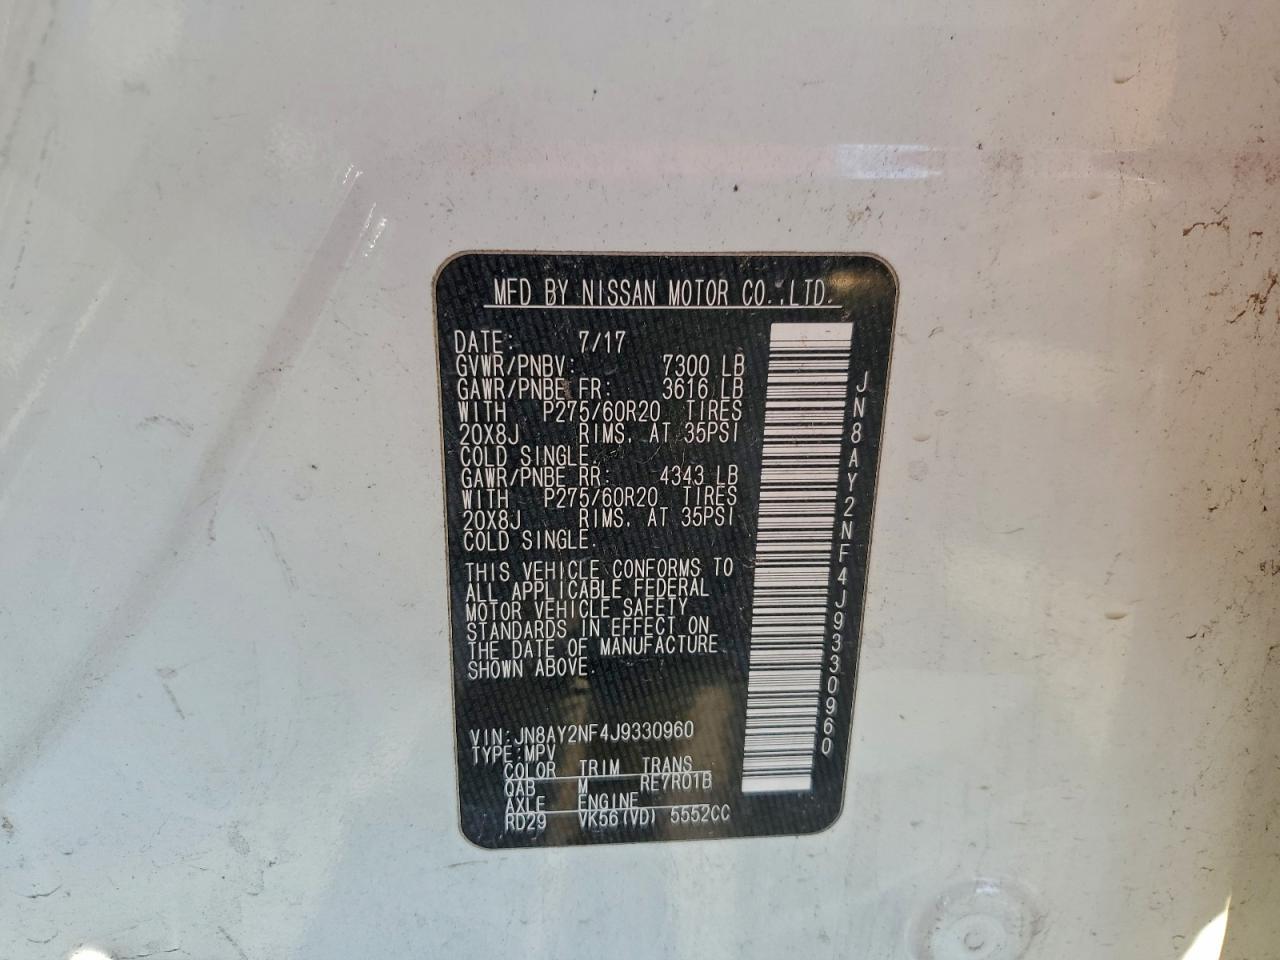 MFD BY NISSAN MOTOR CO.,LTD.
DATE: 7/17
GVWR/PNBV: 7300 LB
GAWR/PNBE FR: 3616 LB
WITH P275/60R20 TIRES
20X8J RIMS, AT 35PSI
COLD SINGLE.
GAWR/PNBE RR: 4343 LB
WITH P275/60R20 TIRES
20X8J RIMS, AT 35PSI
COLD SINGLE.
THIS VEHICLE CONFORMS TO
ALL APPLICABLE FEDERAL
MOTOR VEHICLE SAFETY
STANDARDS IN EFFECT ON
THE DATE OF MANUFACTURE
SHOWN ABOVE.
VIN:JN8AY2NF4J9330960
TYPE:MPV
COLOR TRIM TRANS
QAB M RE7R01B
AXLE ENGINE
RD29 VK56(VD) 5552CC
JN8AY2NF4J9330960